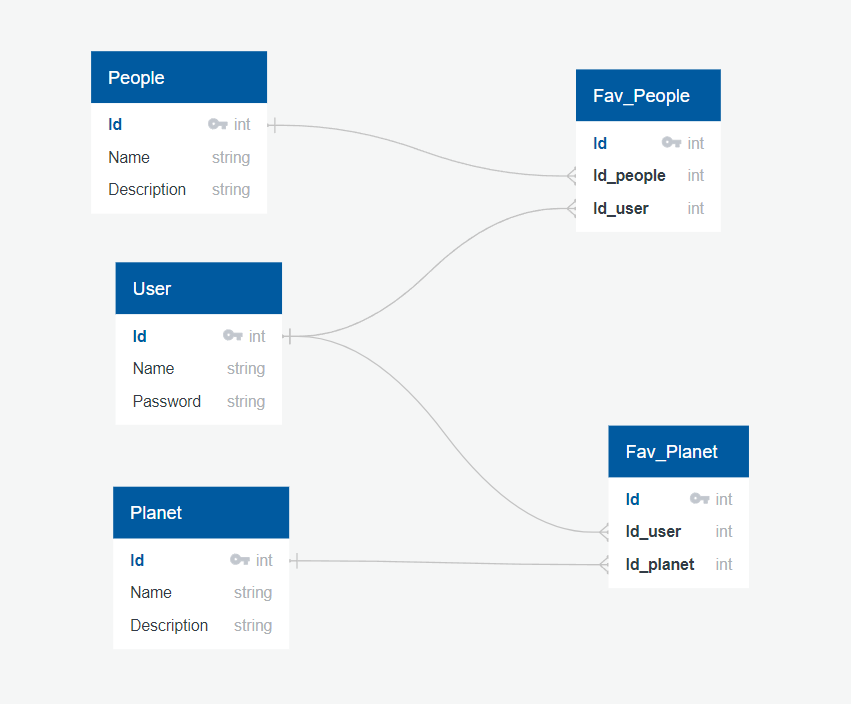 People
Id int
Name string
Description string
User
Id int
Name string
Password string
Planet
Id int
Name string
Description string
Fav_People
Id int
Id_people int
Id_user int
Fav_Planet
Id int
Id_user int
Id_planet int